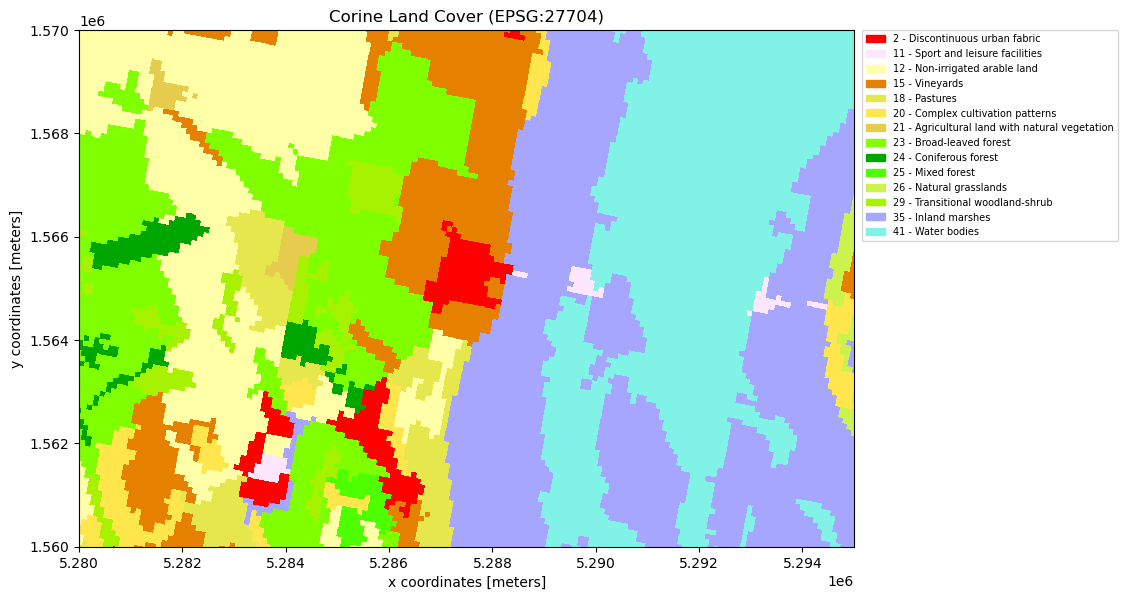 Corine Land Cover (EPSG:27704)
1e6
1.570
1.568
1.566
1.564
1.562
1.560
y coordinates [meters]
5.280
5.282
5.284
5.286
5.288
5.290
5.292
5.294
x coordinates [meters]
1e6
2 - Discontinuous urban fabric
11 - Sport and leisure facilities
12 - Non-irrigated arable land
15 - Vineyards
18 - Pastures
20 - Complex cultivation patterns
21 - Agricultural land with natural vegetation
23 - Broad-leaved forest
24 - Coniferous forest
25 - Mixed forest
26 - Natural grasslands
29 - Transitional woodland-shrub
35 - Inland marshes
41 - Water bodies